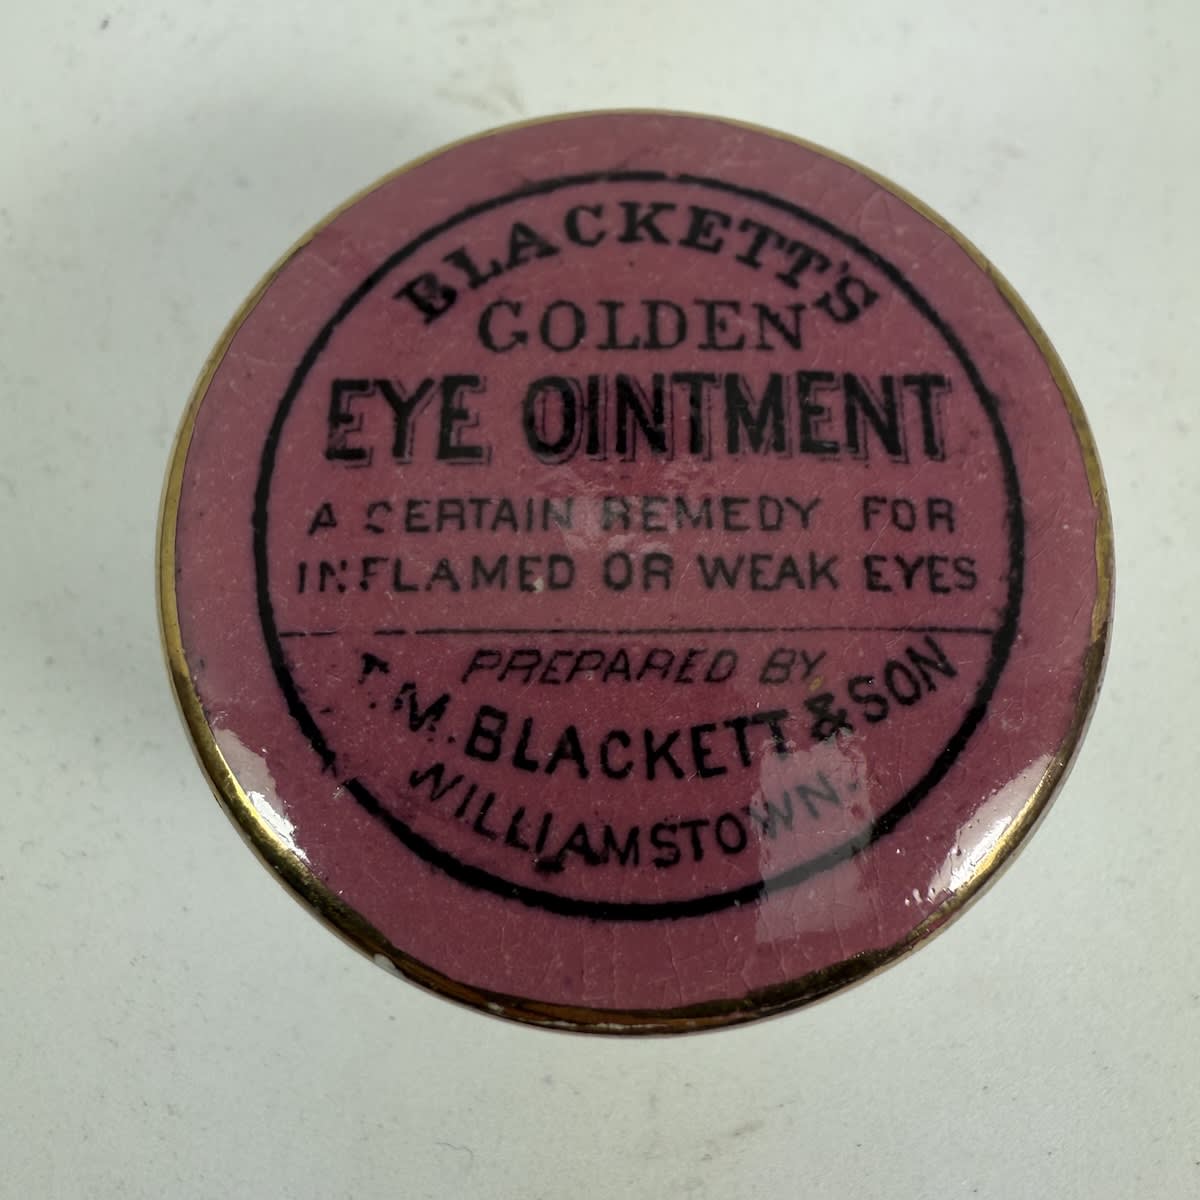 BLACKETT'S
GOLDEN
EYE OINTMENT
A CERTAIN REMEDY FOR
INFLAMED OR WEAK EYES
PREPARED BY
M. BLACKETT & SON
WILLIAMSTOWN.